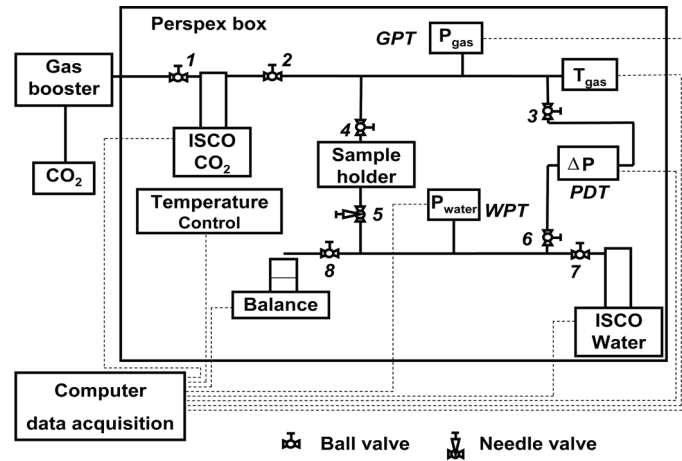 Perspex box
GPT
Pgas
Gas
booster
1
2
Tgas
3
4
ISCO
CO2
Sample
holder
ΔP
PDT
CO2
Temperature
Control
5
Pwater
WPT
6
7
8
Balance
ISCO
Water
Computer
data acquisition
Ball valve
Needle valve